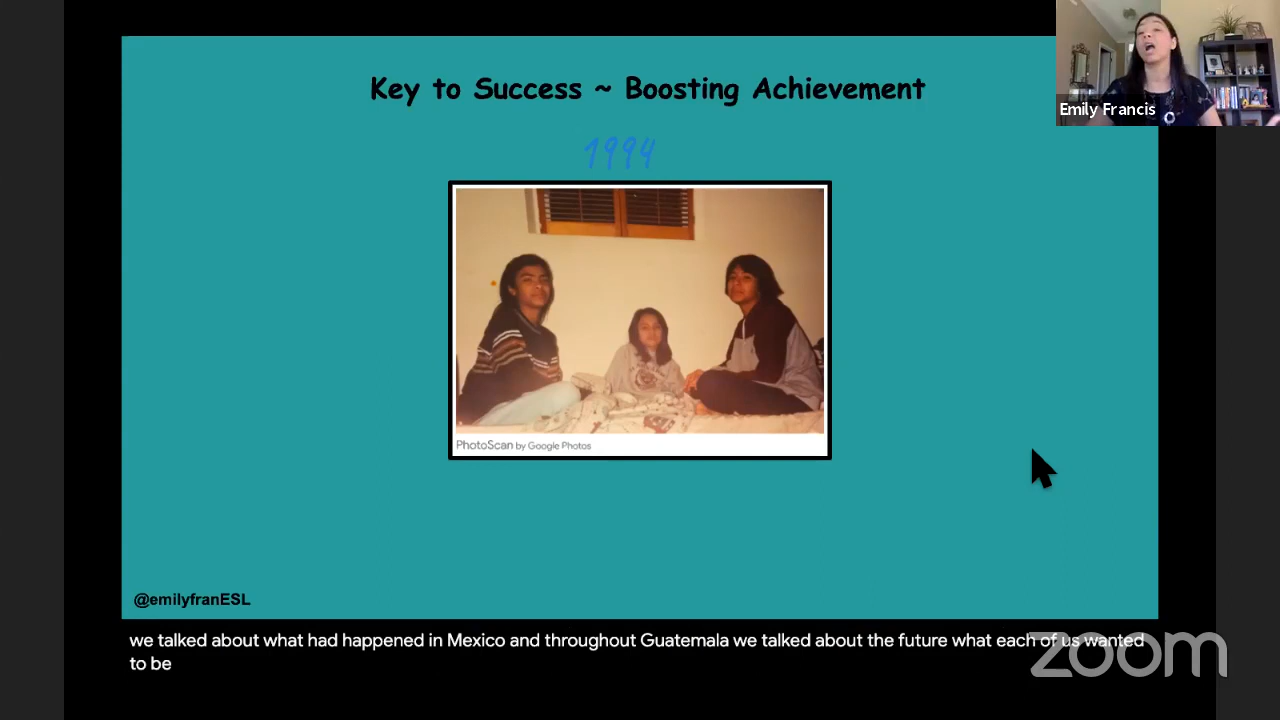 Key to Success ~ Boosting Achievement
Emily Francis
1994
PhotoScan by Google Photos
@emilyfranESL
we talked about what had happened in Mexico and throughout Guatemala we talked about the future what each of us wanted
to be
zoom